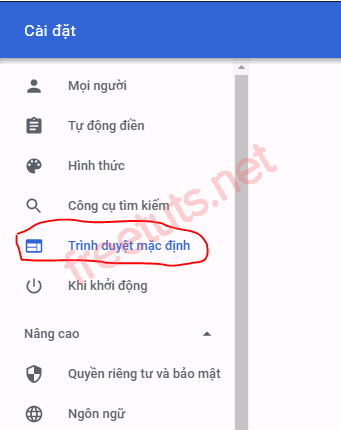 Cài đặt
Mọi người
Tự động điền
Hình thức
Công cụ tìm kiếm
Trình duyệt mặc định
Khi khởi động
Nâng cao
Quyền riêng tư và bảo mật
Ngôn ngữ
freetuts.net